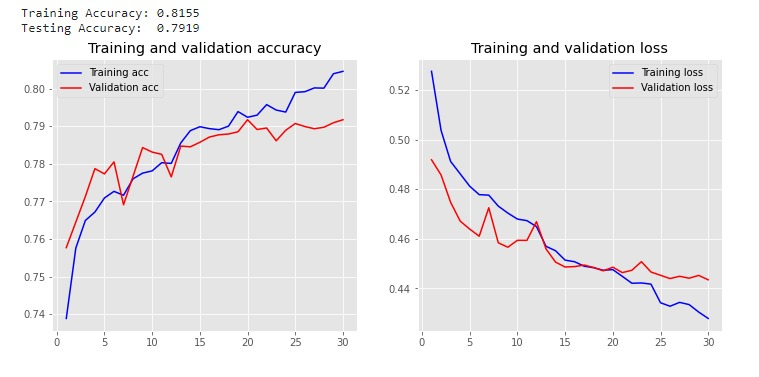 Training Accuracy: 0.8155
Testing Accuracy:  0.7919
Training and validation accuracy
Training acc
Validation acc
0.80
0.79
0.78
0.77
0.76
0.75
0.74
0 5 10 15 20 25 30
Training and validation loss
Training loss
Validation loss
0.52
0.50
0.48
0.46
0.44
0 5 10 15 20 25 30